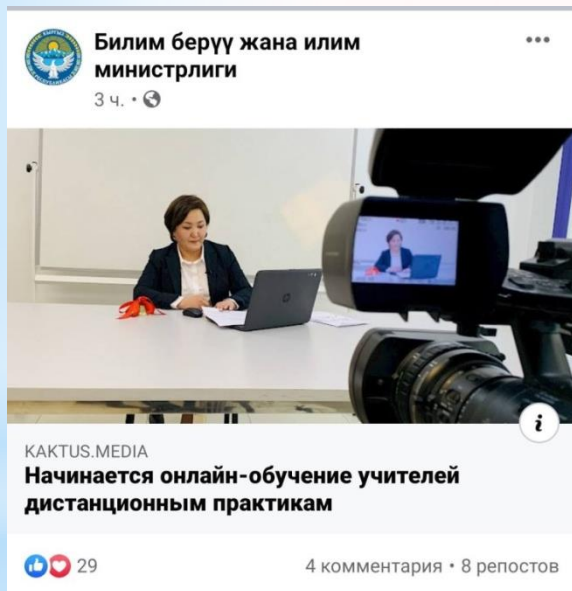 Билим берүү жана илим
министрлиги
3 ч.
KAKTUS.MEDIA
Начинается онлайн-обучение учителей
дистанционным практикам
29
4 комментария • 8 репостов